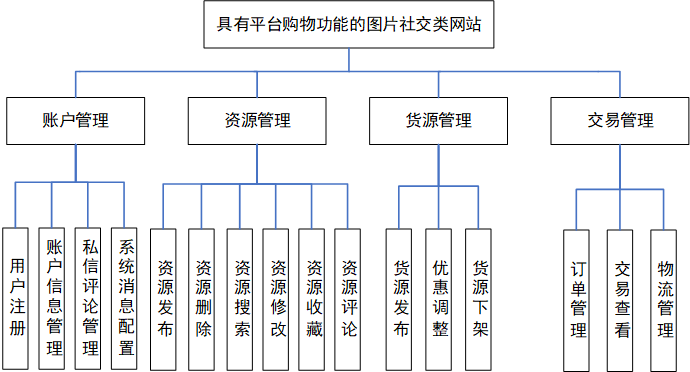 具有平台购物功能的图片社交类网站
账户管理
资源管理
货源管理
交易管理
用户注册
账户信息管理
私信评论管理
系统消息配置
资源发布
资源删除
资源搜索
资源修改
资源收藏
资源评论
货源发布
优惠调整
货源下架
订单管理
交易查看
物流管理